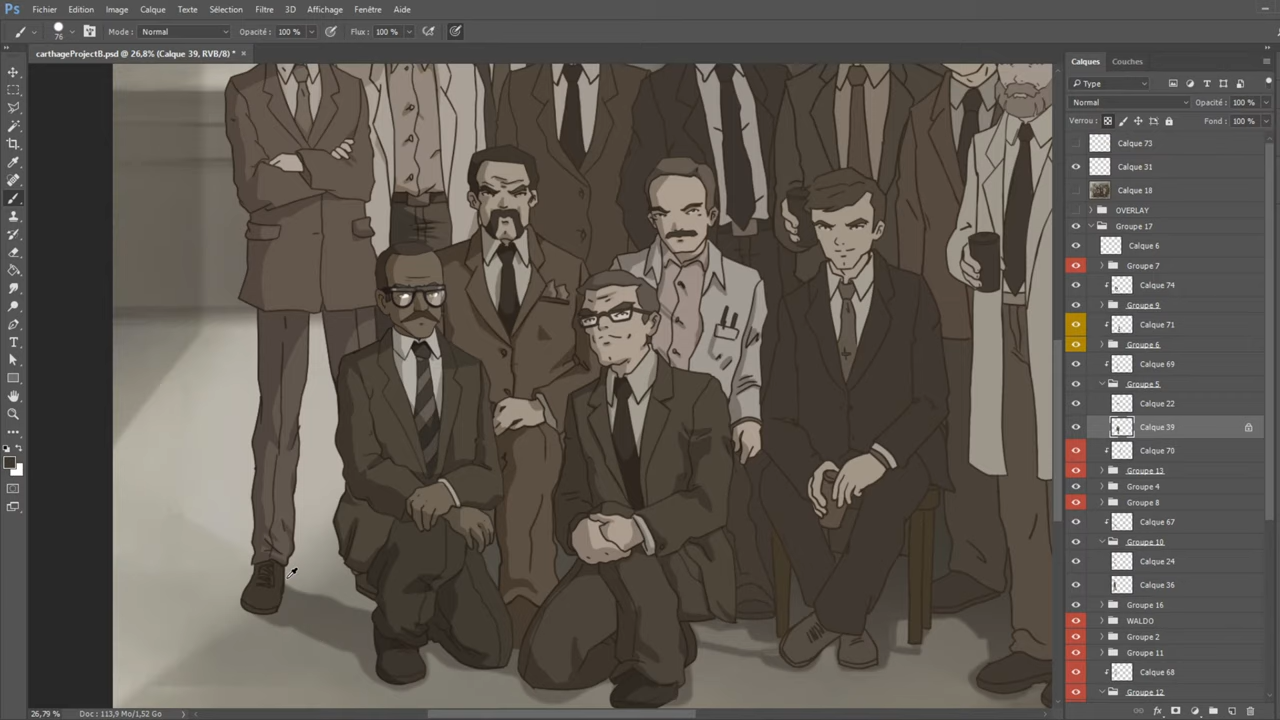 Ps Fichier Edition Image Calque Texte Sélection Filtre 3D Affichage Fenêtre Aide
76 Mode : Normal Opacité : 100 % Flux : 100 %
carthageProjectB.psd @ 26,8% (Calque 39, RVB/8) * ×
Calques Couches
Type
Normal Opacité : 100 %
Verrou : Fond : 100 %
Calque 73
Calque 31
Calque 18
OVERLAY
Groupe 17
Calque 6
Groupe 7
Calque 74
Groupe 9
Calque 71
Groupe 6
Calque 69
Groupe 5
Calque 22
Calque 39
Calque 70
Groupe 13
Groupe 4
Groupe 8
Calque 67
Groupe 10
Calque 24
Calque 36
Groupe 16
WALDO
Groupe 2
Groupe 11
Calque 68
Groupe 12
26,79 % Doc : 113,9 Mo/1,52 Go